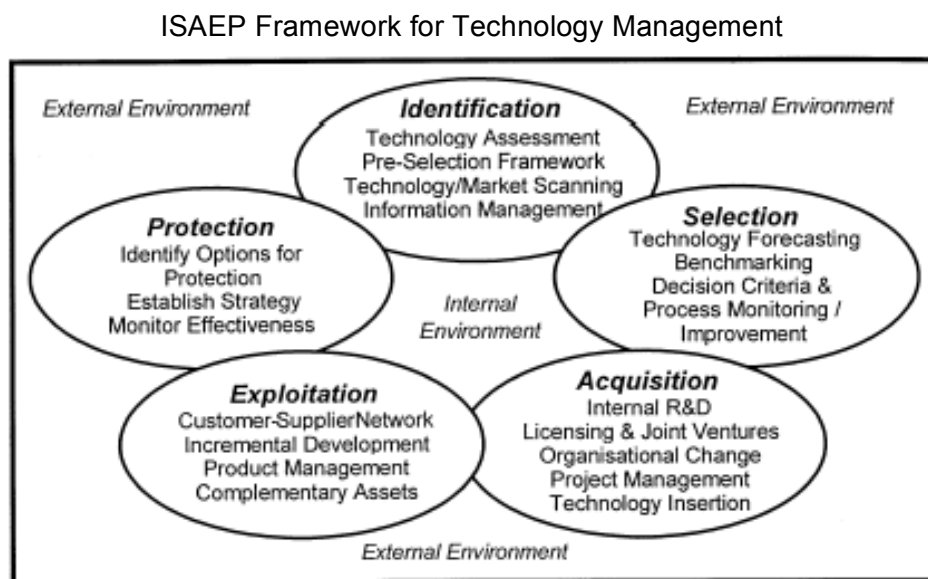 ISAEP Framework for Technology Management
External Environment
Identification
Technology Assessment
Pre-Selection Framework
Technology/Market Scanning
Information Management
External Environment
Protection
Identify Options for
Protection
Establish Strategy
Monitor Effectiveness
Selection
Technology Forecasting
Benchmarking
Decision Criteria &
Process Monitoring /
Improvement
Internal
Environment
Exploitation
Customer-SupplierNetwork
Incremental Development
Product Management
Complementary Assets
Acquisition
Internal R&D
Licensing & Joint Ventures
Organisational Change
Project Management
Technology Insertion
External Environment